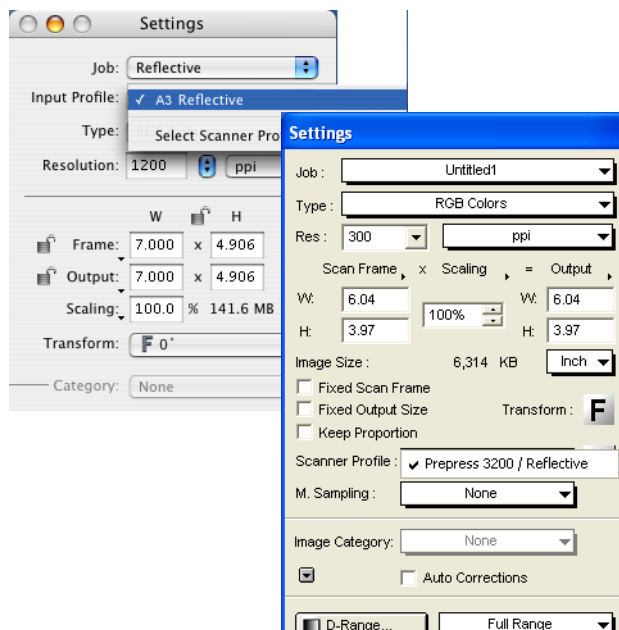 Settings
Job: Reflective
Input Profile: ✓ A3 Reflective
Type: Select Scanner Pro
Resolution: 1200 ppi
W H
Frame: 7.000 x 4.906
Output: 7.000 x 4.906
Scaling: 100.0 % 141.6 MB
Transform: F 0°
Category: None
Settings
Job : Untitled1
Type : RGB Colors
Res : 300 ppi
Scan Frame x Scaling = Output
W: 6.04 100% W: 6.04
H: 3.97 H: 3.97
Image Size : 6,314 KB Inch
Fixed Scan Frame
Fixed Output Size Transform : F
Keep Proportion
Scanner Profile : ✓ Prepress 3200 / Reflective
M. Sampling : None
Image Category: None
Auto Corrections
D-Range... Full Range